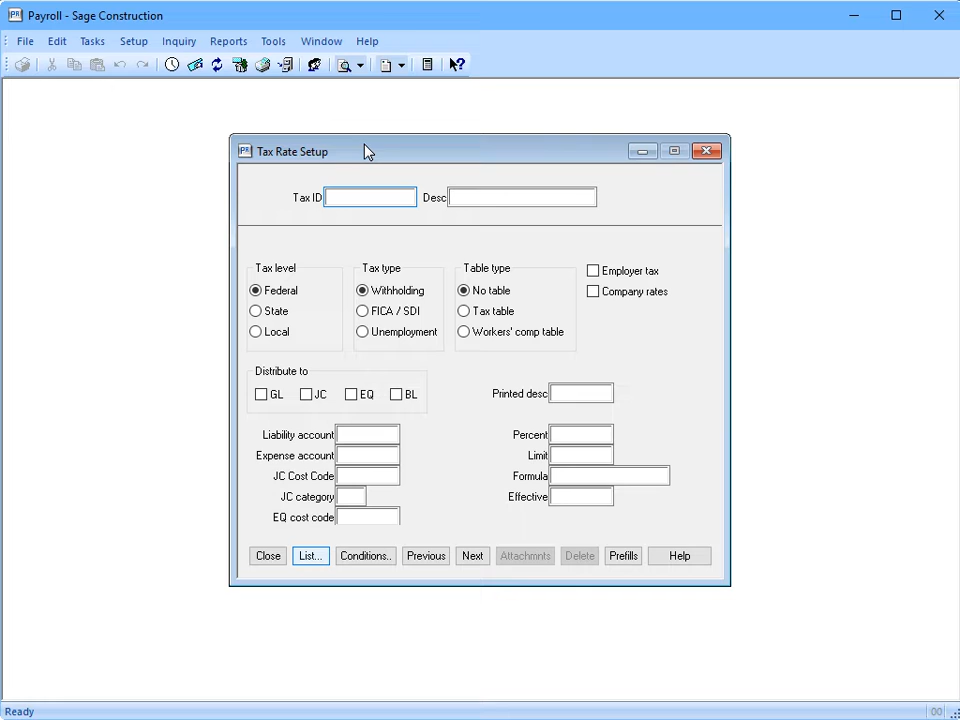 PR Payroll - Sage Construction
File Edit Tasks Setup Inquiry Reports Tools Window Help
PR Tax Rate Setup
Tax ID Desc
Tax level Tax type Table type Employer tax
Federal Withholding No table Company rates
State FICA / SDI Tax table
Local Unemployment Workers' comp table
Distribute to
GL JC EQ BL Printed desc
Liability account Percent
Expense account Limit
JC Cost Code Formula
JC category Effective
EQ cost code
Close List... Conditions.. Previous Next Attachmnts Delete Prefills Help
Ready 00